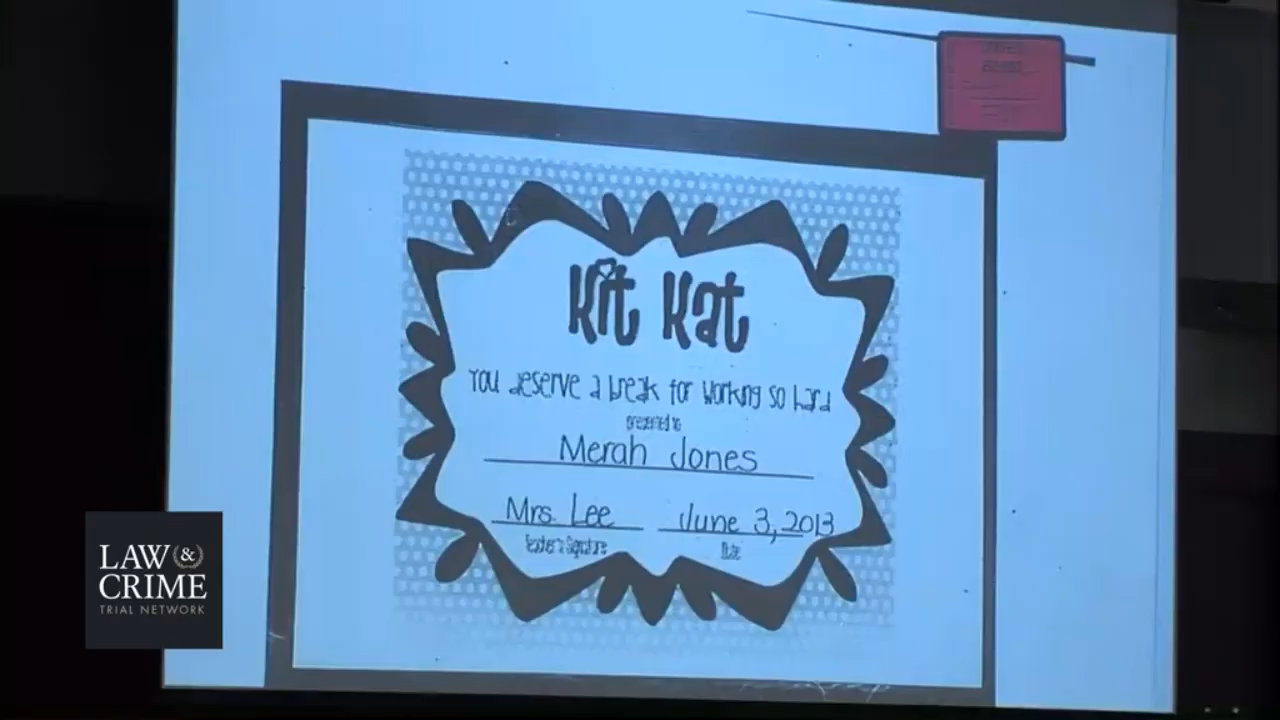 Kit Kat
You deserve a break for working so hard
presented to
Merah Jones
Mrs. Lee June 3, 2013
Teacher's Signature Date
LAW &
CRIME
TRIAL NETWORK